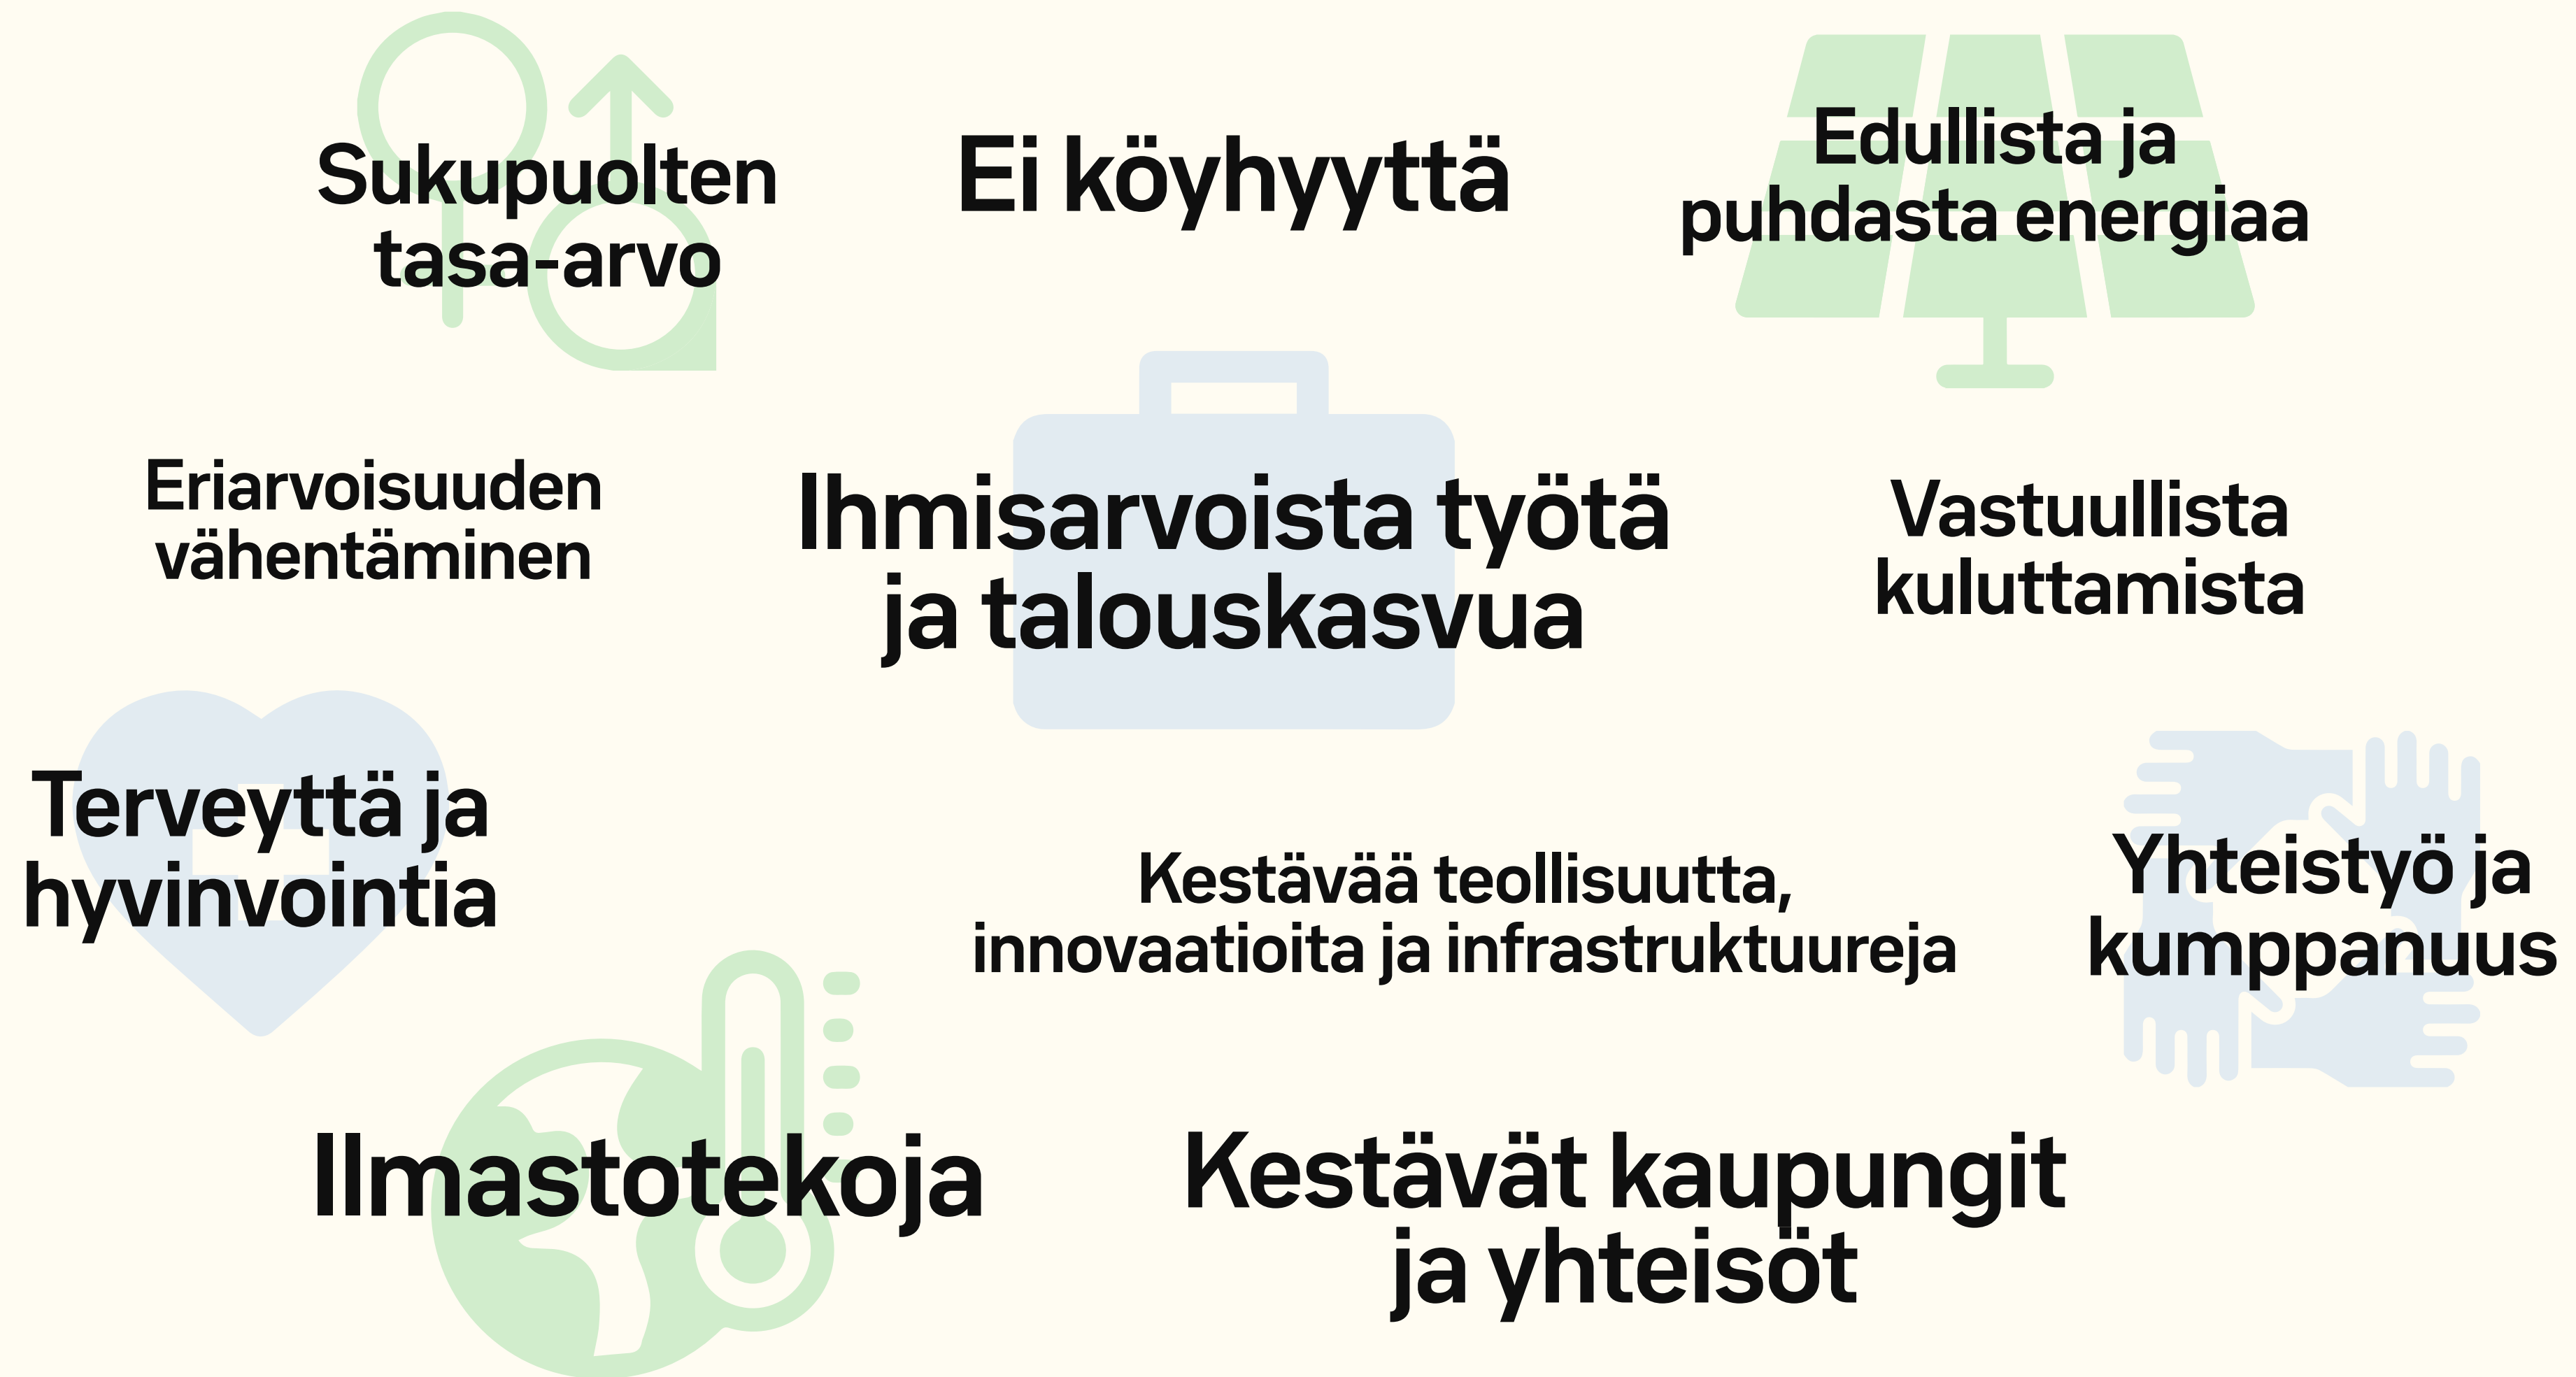 Sukupuolten
tasa-arvo
Ei köyhyyttä
Edullista ja
puhdasta energiaa
Eriarvoisuuden
vähentäminen
Ihmisarvoista työtä
ja talouskasvua
Vastuullista
kuluttamista
Terveyttä ja
hyvinvointia
Kestävää teollisuutta,
innovaatioita ja infrastruktuureja
Yhteistyö ja
kumppanuus
Ilmastotekoja
Kestävät kaupungit
ja yhteisöt